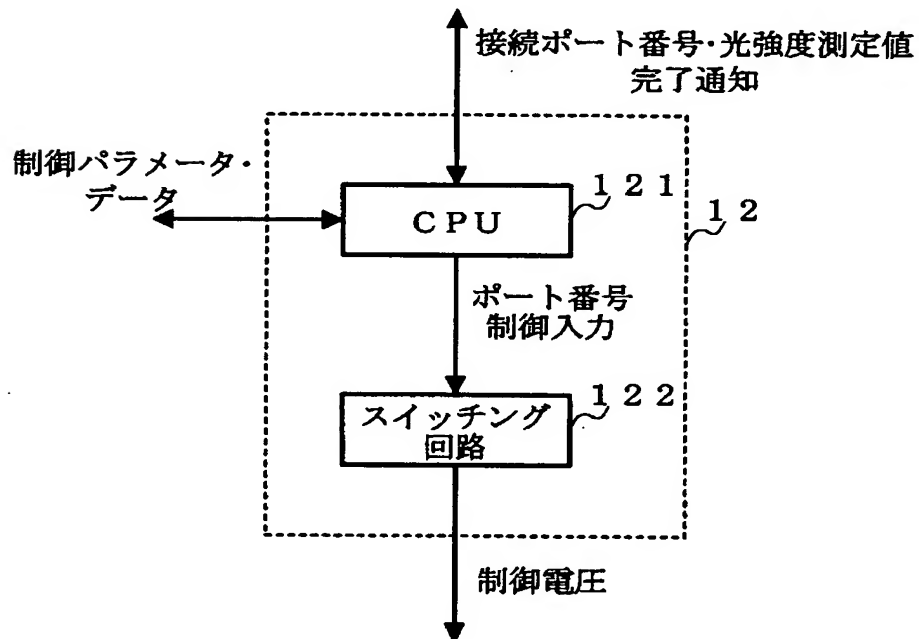 接続ポート番号・光強度測定値
完了通知
制御パラメータ・
データ
121
12
CPU
ポート番号
制御入力
122
スイッチング
回路
制御電圧